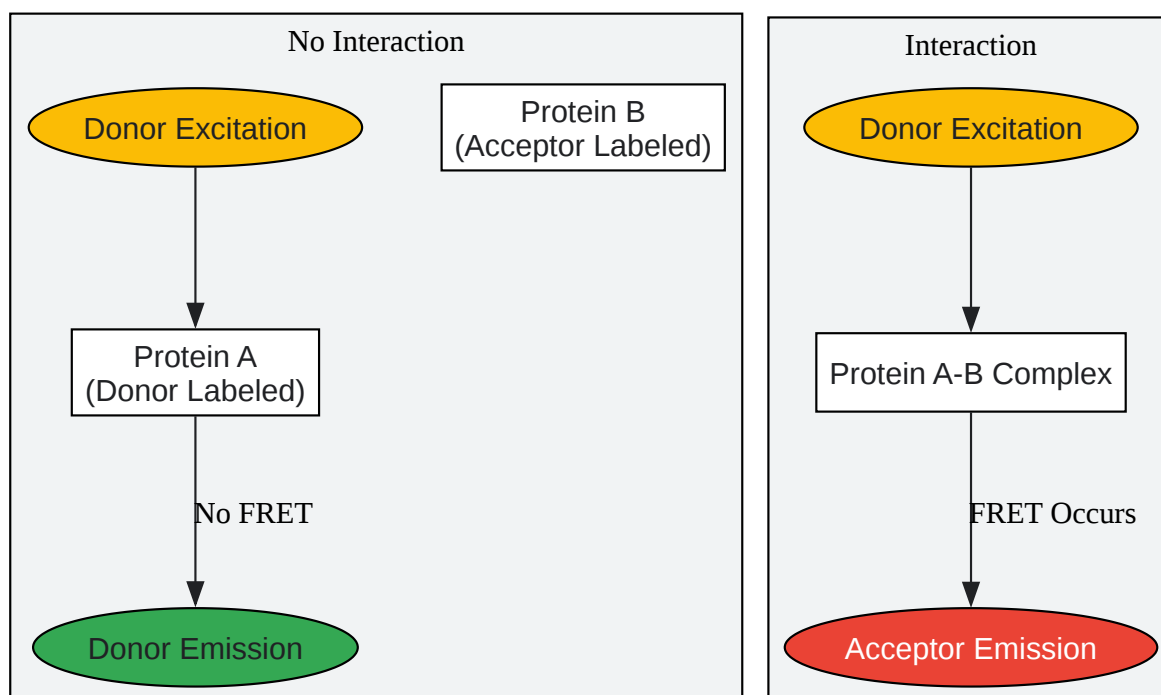 No Interaction
Donor Excitation
Protein B
(Acceptor Labeled)
Protein A
(Donor Labeled)
No FRET
Donor Emission
Interaction
Donor Excitation
Protein A-B Complex
FRET Occurs
Acceptor Emission